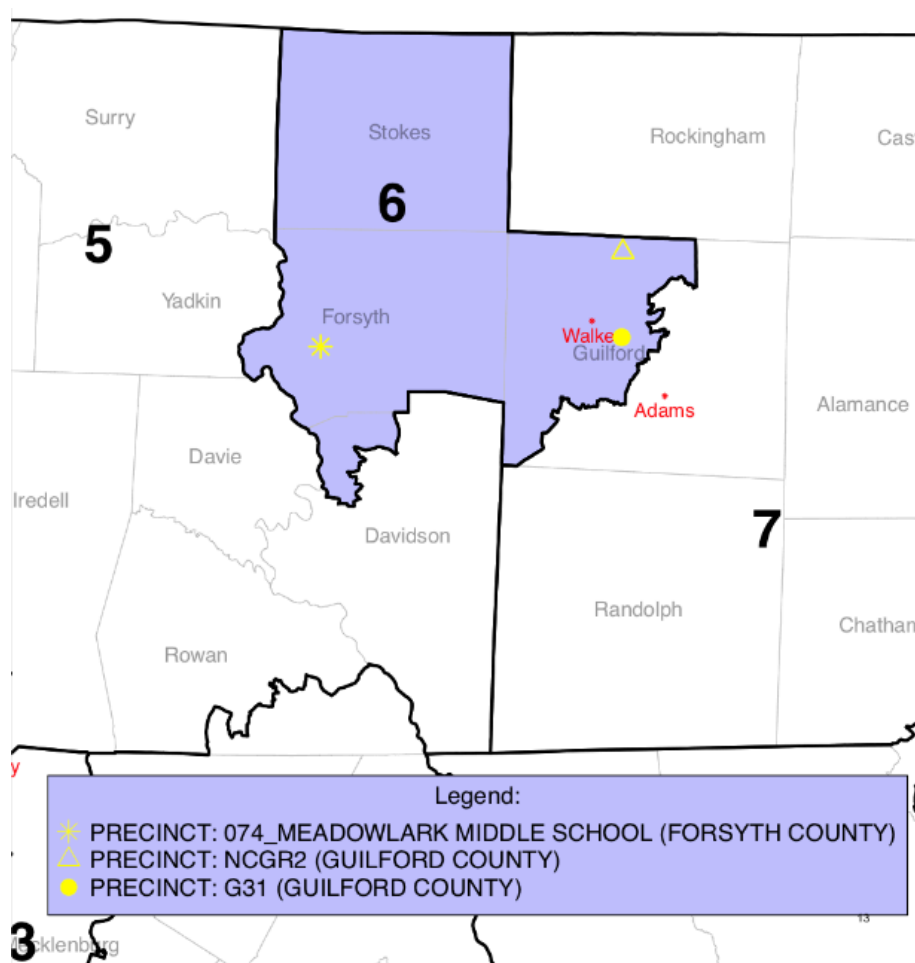 Surry
Stokes
Rockingham
Cas
6
5
Yadkin
Forsyth
Walke
Guilford
Adams
Alamance
Davie
Iredell
Davidson
7
Randolph
Chatham
Rowan
y
Legend:
PRECINCT: 074_MEADOWLARK MIDDLE SCHOOL (FORSYTH COUNTY)
PRECINCT: NCGR2 (GUILFORD COUNTY)
PRECINCT: G31 (GUILFORD COUNTY)
13
3
Mecklenburg